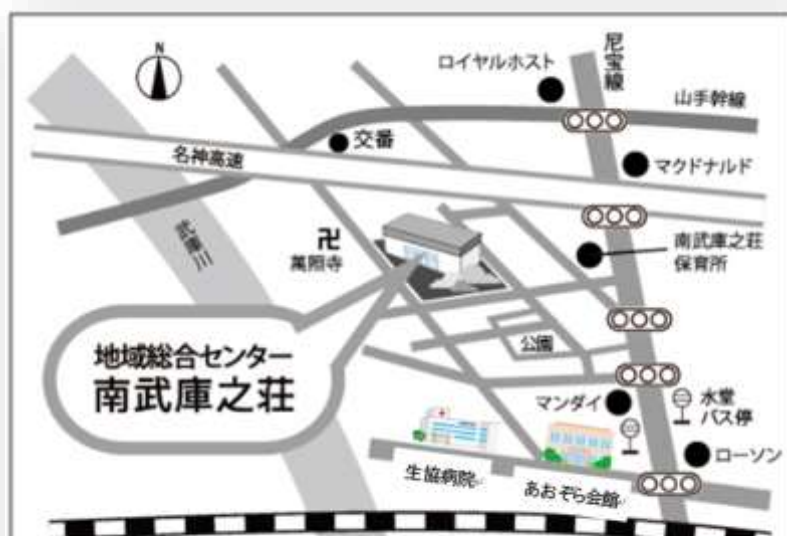 N
ロイヤルホスト
尼宝線
山手幹線
交番
名神高速
マクドナルド
武庫川
卍
萬照寺
南武庫之荘
保育所
地域総合センター
南武庫之荘
公園
マンダイ
水堂
バス停
ローソン
生協病院
あおぞら会館